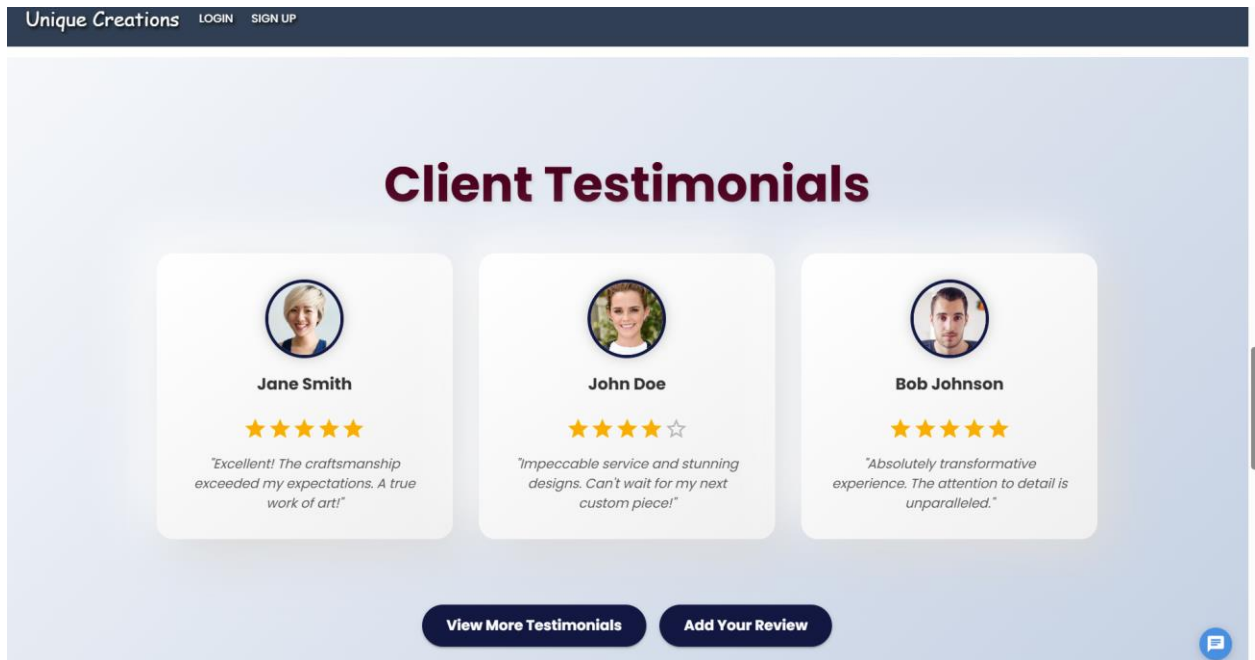 Unique Creations LOGIN SIGN UP
Client Testimonials
Jane Smith
"Excellent! The craftsmanship
exceeded my expectations. A true
work of art!"
John Doe
"Impeccable service and stunning
designs. Can't wait for my next
custom piece!"
Bob Johnson
"Absolutely transformative
experience. The attention to detail is
unparalleled."
View More Testimonials
Add Your Review